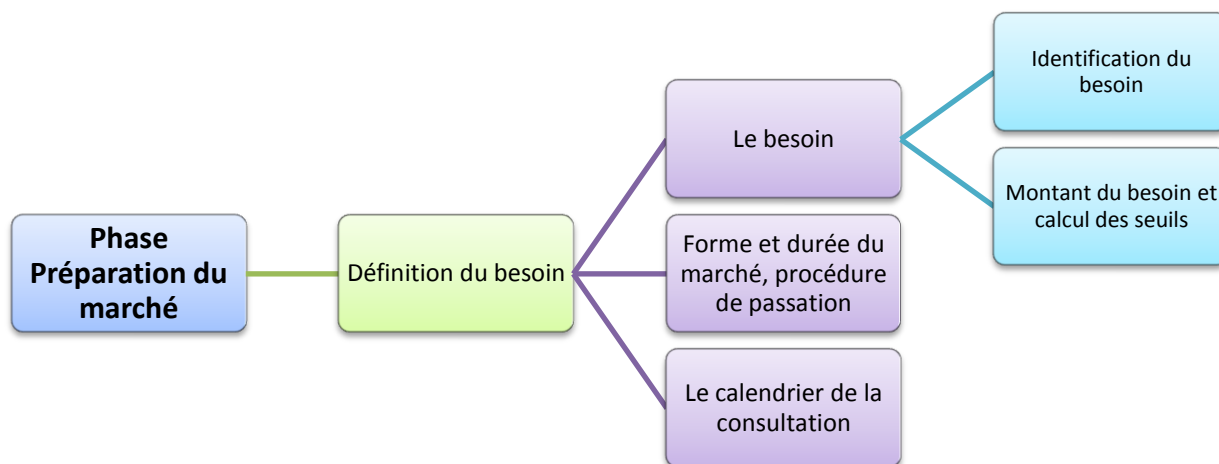 Phase
Préparation du
marché
Définition du besoin
Le besoin
Identification du
besoin
Montant du besoin et
calcul des seuils
Forme et durée du
marché, procédure
de passation
Le calendrier de la
consultation